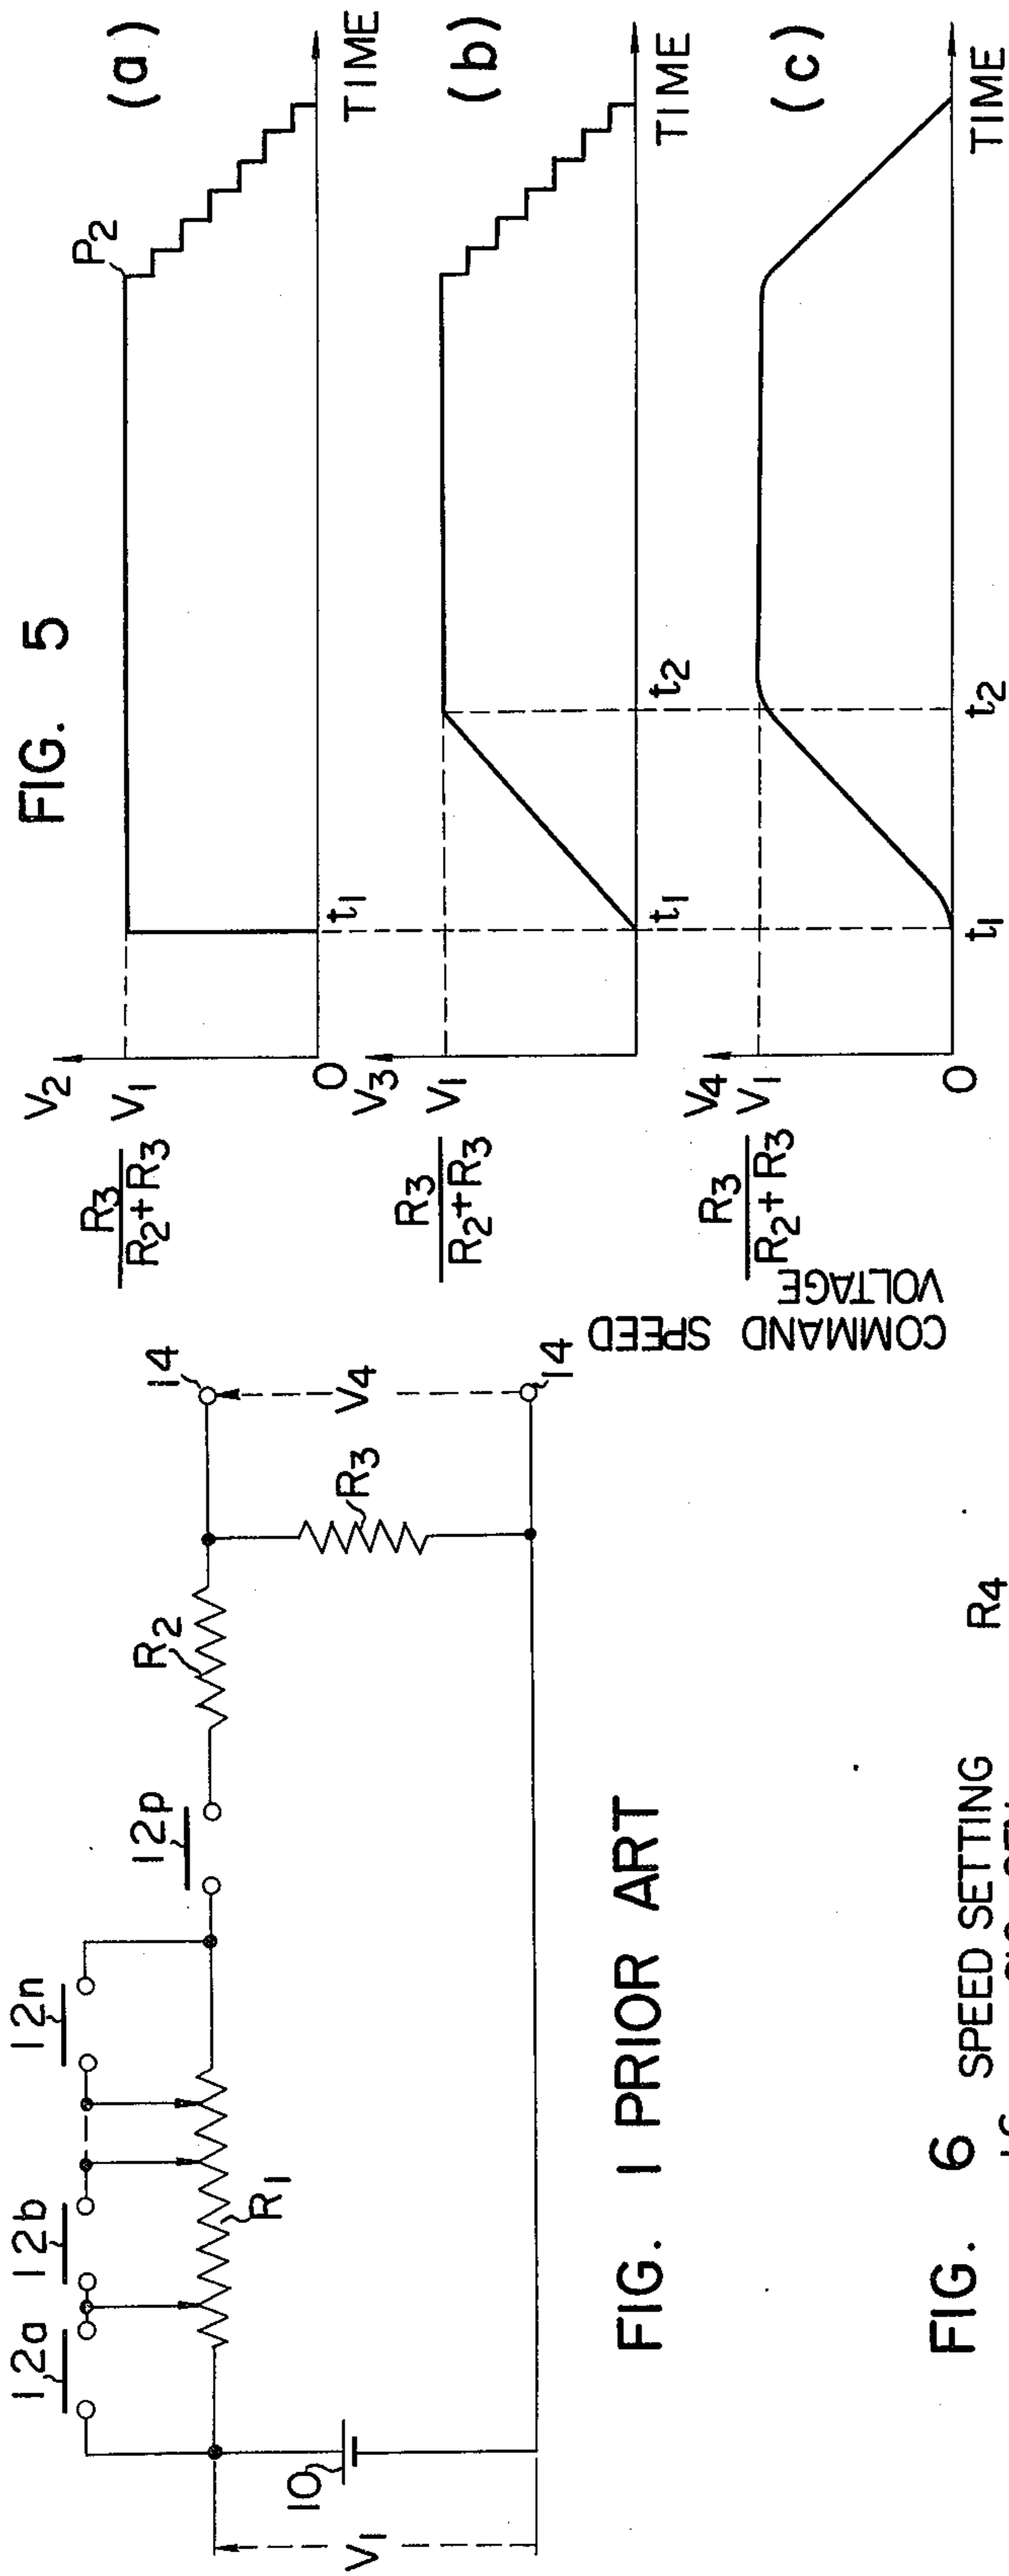 FIG. 5
V2
R3
R2+R3
V1
P2
t1
0
(a)
TIME
V3
R3
R2+R3
V1
t1
t2
(b)
TIME
COMMAND SPEED
VOLTAGE
V4
R3
R2+R3
V1
0
t1
t2
(c)
TIME
12a
12b
12n
12p
R1
R2
R3
14
V4
14
10
V1
FIG. 1 PRIOR ART
FIG. 6
SPEED SETTING
R4